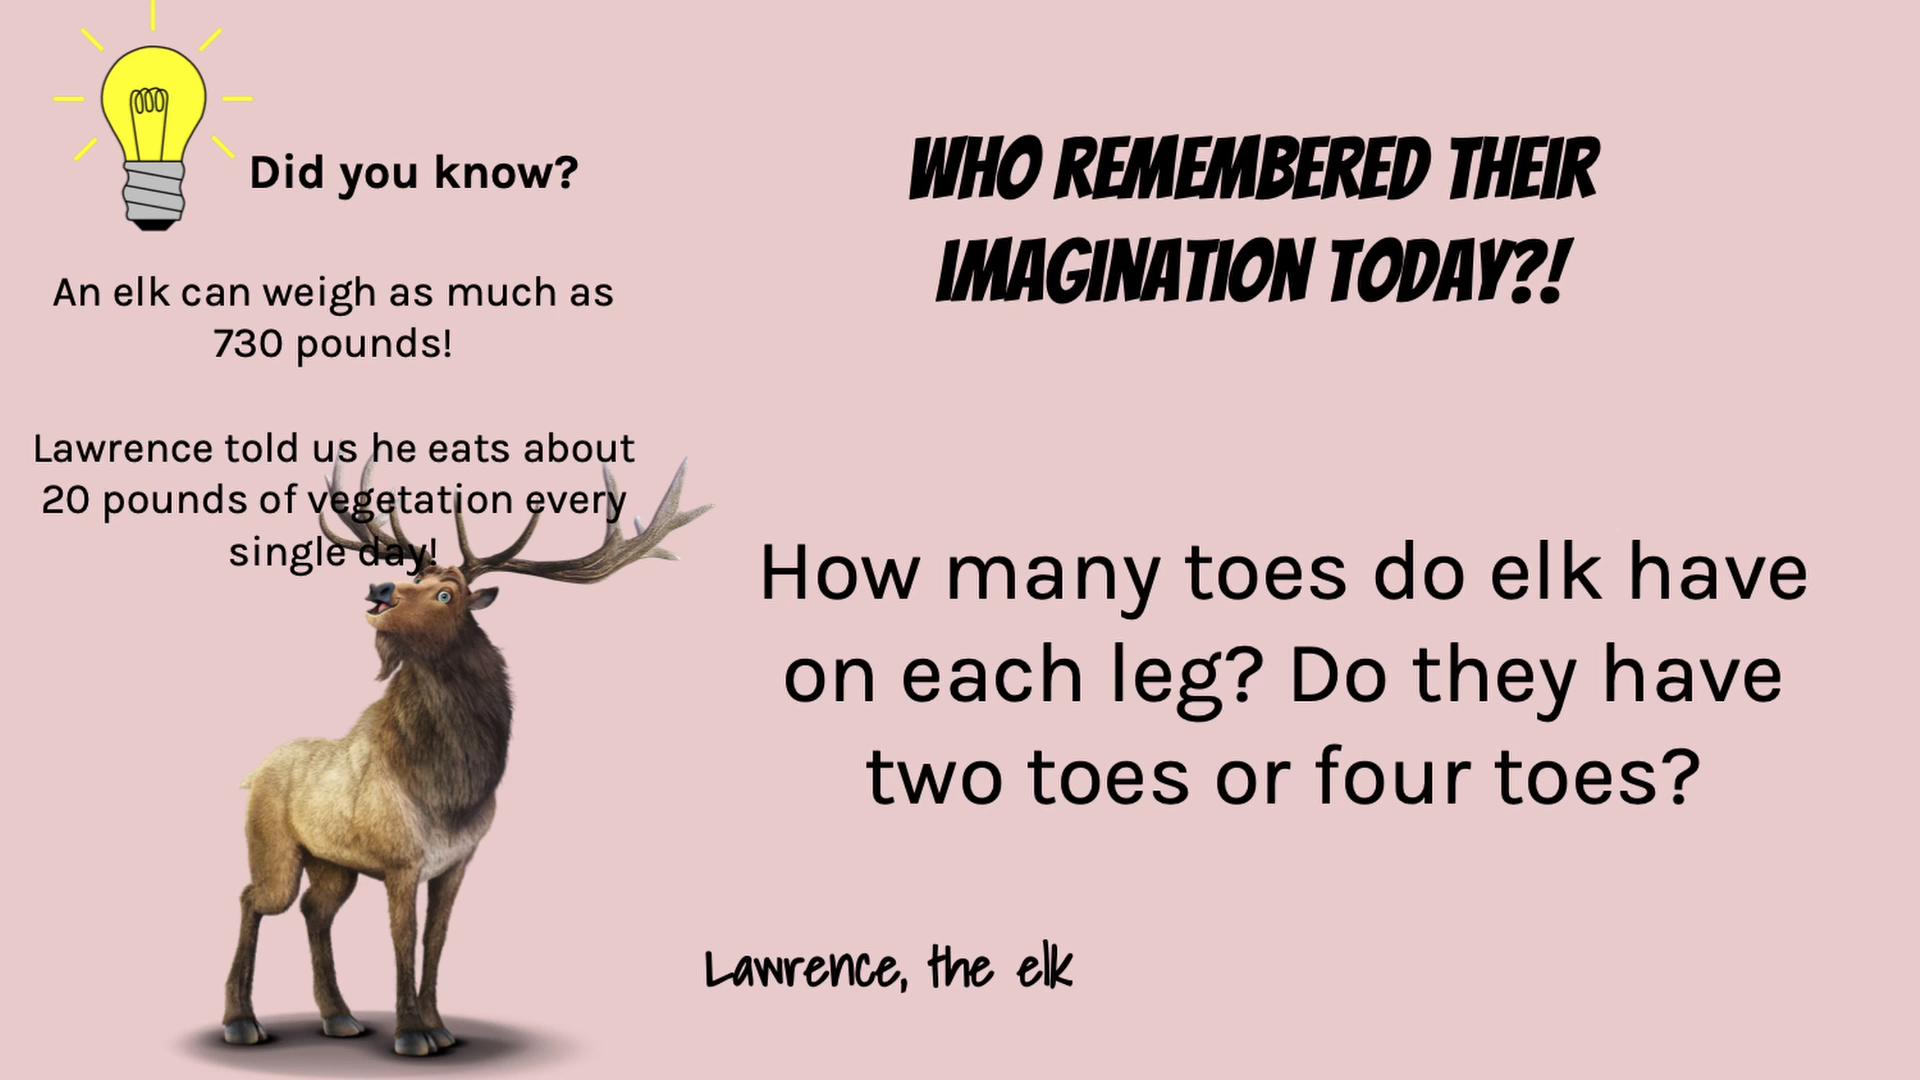 Did you know?
An elk can weigh as much as
730 pounds!
Lawrence told us he eats about
20 pounds of vegetation every
single day!
WHO REMEMBERED THEIR
IMAGINATION TODAY?!
How many toes do elk have
on each leg? Do they have
two toes or four toes?
Lawrence, the elk